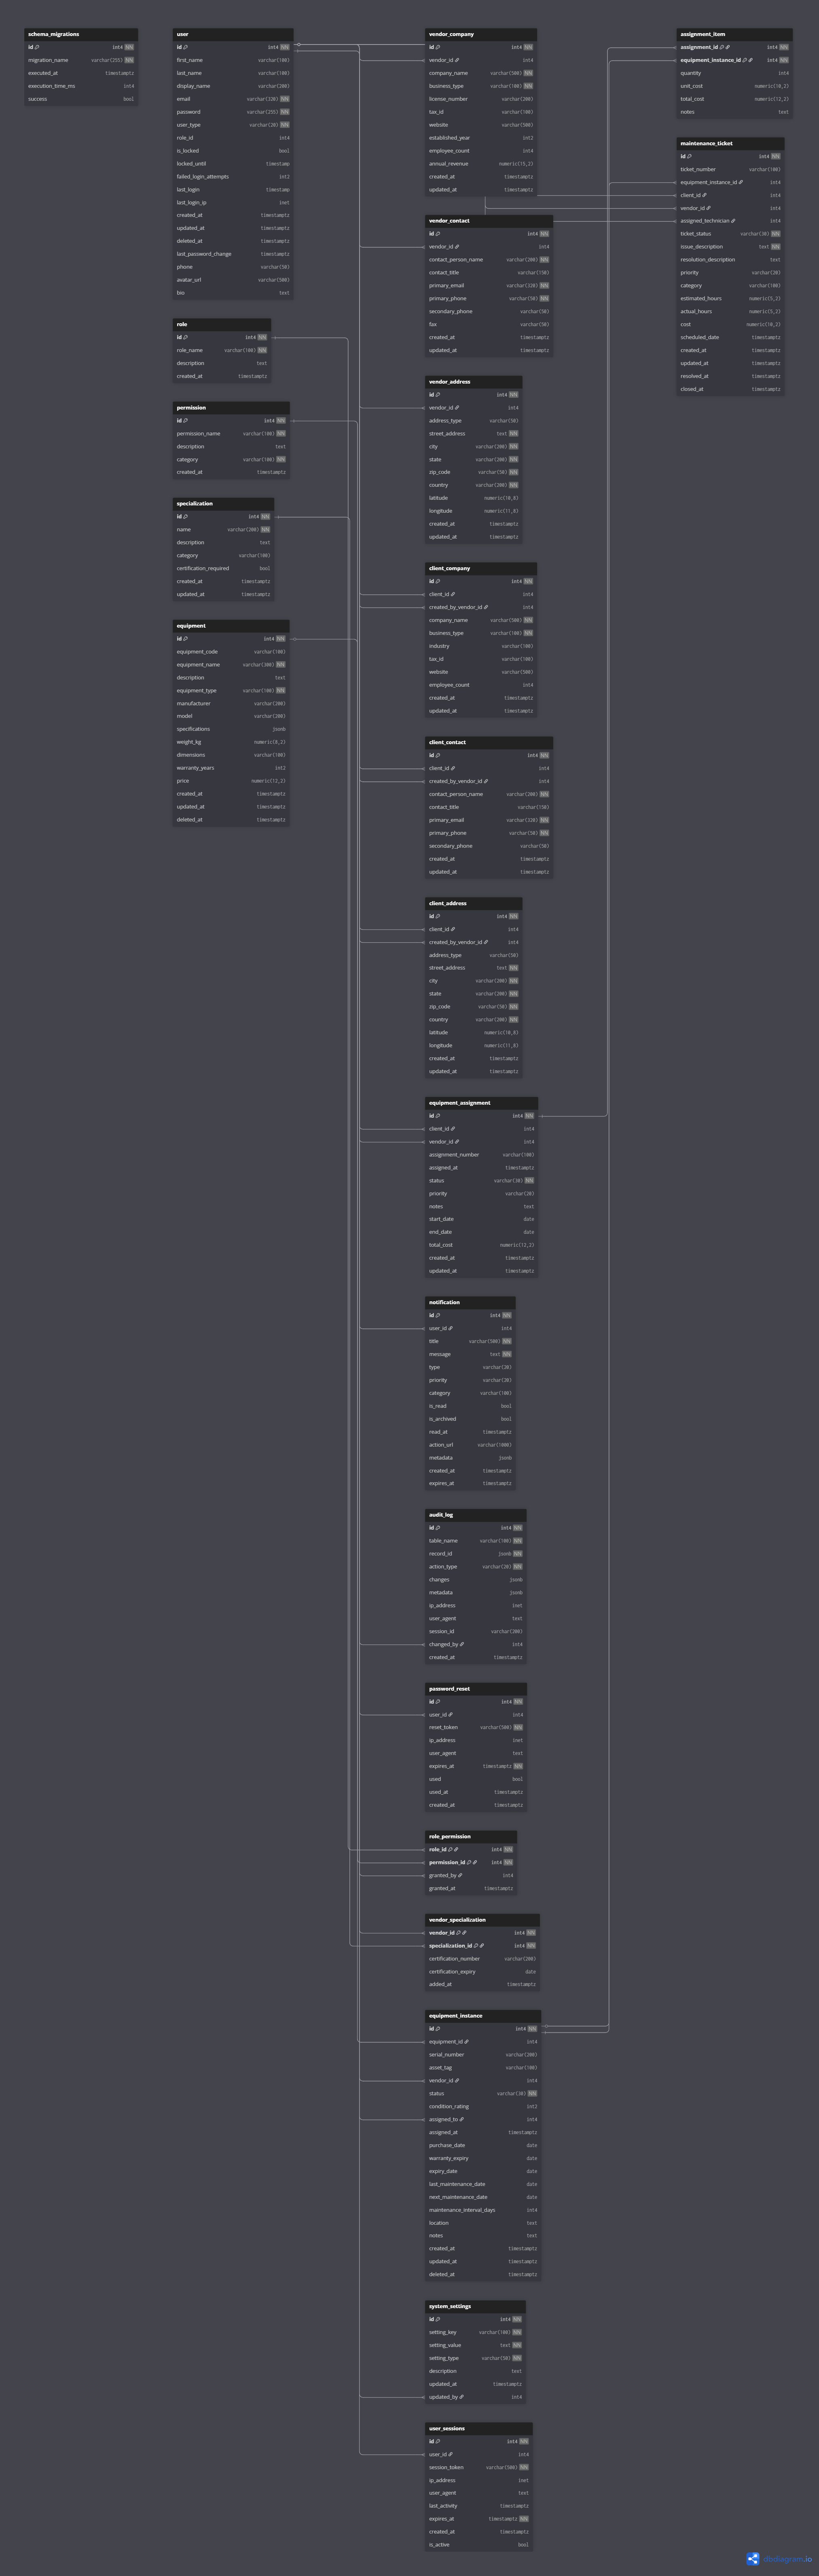 schema_migrations
id int4 NN
migration_name varchar(255) NN
executed_at timestamptz
execution_time_ms int4
success bool
user
id int4 NN
first_name varchar(100)
last_name varchar(100)
display_name varchar(200)
email varchar(320) NN
password varchar(255) NN
user_type varchar(20) NN
role_id int4
is_locked bool
locked_until timestamp
failed_login_attempts int2
last_login timestamp
last_login_ip inet
created_at timestamptz
updated_at timestamptz
deleted_at timestamptz
last_password_change timestamptz
phone varchar(50)
avatar_url varchar(500)
bio text
role
id int4 NN
role_name varchar(100) NN
description text
created_at timestamptz
permission
id int4 NN
permission_name varchar(100) NN
description text
category varchar(100) NN
created_at timestamptz
specialization
id int4 NN
name varchar(200) NN
description text
category varchar(100)
certification_required bool
created_at timestamptz
updated_at timestamptz
equipment
id int4 NN
equipment_code varchar(100)
equipment_name varchar(300) NN
description text
equipment_type varchar(100) NN
manufacturer varchar(200)
model varchar(200)
specifications jsonb
weight_kg numeric(8,2)
dimensions varchar(100)
warranty_years int2
price numeric(12,2)
created_at timestamptz
updated_at timestamptz
deleted_at timestamptz
vendor_company
id int4 NN
vendor_id int4
company_name varchar(500) NN
business_type varchar(100) NN
license_number varchar(200)
tax_id varchar(100)
website varchar(500)
established_year int2
employee_count int4
annual_revenue numeric(15,2)
created_at timestamptz
updated_at timestamptz
vendor_contact
id int4 NN
vendor_id int4
contact_person_name varchar(200) NN
contact_title varchar(150)
primary_email varchar(320) NN
primary_phone varchar(50) NN
secondary_phone varchar(50)
fax varchar(50)
created_at timestamptz
updated_at timestamptz
vendor_address
id int4 NN
vendor_id int4
address_type varchar(50)
street_address text NN
city varchar(200) NN
state varchar(200) NN
zip_code varchar(50) NN
country varchar(200) NN
latitude numeric(10,8)
longitude numeric(11,8)
created_at timestamptz
updated_at timestamptz
client_company
id int4 NN
client_id int4
created_by_vendor_id int4
company_name varchar(500) NN
business_type varchar(100) NN
industry varchar(100)
tax_id varchar(100)
website varchar(500)
employee_count int4
created_at timestamptz
updated_at timestamptz
client_contact
id int4 NN
client_id int4
created_by_vendor_id int4
contact_person_name varchar(200) NN
contact_title varchar(150)
primary_email varchar(320) NN
primary_phone varchar(50) NN
secondary_phone varchar(50)
created_at timestamptz
updated_at timestamptz
client_address
id int4 NN
client_id int4
created_by_vendor_id int4
address_type varchar(50)
street_address text NN
city varchar(200) NN
state varchar(200) NN
zip_code varchar(50) NN
country varchar(200) NN
latitude numeric(10,8)
longitude numeric(11,8)
created_at timestamptz
updated_at timestamptz
equipment_assignment
id int4 NN
client_id int4
vendor_id int4
assignment_number varchar(100)
assigned_at timestamptz
status varchar(30) NN
priority varchar(20)
notes text
start_date date
end_date date
total_cost numeric(12,2)
created_at timestamptz
updated_at timestamptz
notification
id int4 NN
user_id int4
title varchar(500) NN
message text NN
type varchar(20)
priority varchar(20)
category varchar(100)
is_read bool
is_archived bool
read_at timestamptz
action_url varchar(1000)
metadata jsonb
created_at timestamptz
expires_at timestamptz
audit_log
id int4 NN
table_name varchar(100) NN
record_id jsonb NN
action_type varchar(20) NN
changes jsonb
metadata jsonb
ip_address inet
user_agent text
session_id varchar(200)
changed_by int4
created_at timestamptz
password_reset
id int4 NN
user_id int4
reset_token varchar(500) NN
ip_address inet
user_agent text
expires_at timestamptz NN
used bool
used_at timestamptz
created_at timestamptz
role_permission
role_id int4 NN
permission_id int4 NN
granted_by int4
granted_at timestamptz
vendor_specialization
vendor_id int4 NN
specialization_id int4 NN
certification_number varchar(200)
certification_expiry date
added_at timestamptz
equipment_instance
id int4 NN
equipment_id int4
serial_number varchar(200)
asset_tag varchar(100)
vendor_id int4
status varchar(30) NN
condition_rating int2
assigned_to int4
assigned_at timestamptz
purchase_date date
warranty_expiry date
expiry_date date
last_maintenance_date date
next_maintenance_date date
maintenance_interval_days int4
location text
notes text
created_at timestamptz
updated_at timestamptz
deleted_at timestamptz
system_settings
id int4 NN
setting_key varchar(100) NN
setting_value text NN
setting_type varchar(50) NN
description text
updated_at timestamptz
updated_by int4
user_sessions
id int4 NN
user_id int4
session_token varchar(500) NN
ip_address inet
user_agent text
last_activity timestamptz
expires_at timestamptz NN
created_at timestamptz
is_active bool
assignment_item
assignment_id int4 NN
equipment_instance_id int4 NN
quantity int4
unit_cost numeric(10,2)
total_cost numeric(12,2)
notes text
maintenance_ticket
id int4 NN
ticket_number varchar(100)
equipment_instance_id int4
client_id int4
vendor_id int4
assigned_technician int4
ticket_status varchar(30) NN
issue_description text NN
resolution_description text
priority varchar(20)
category varchar(100)
estimated_hours numeric(5,2)
actual_hours numeric(5,2)
cost numeric(10,2)
scheduled_date timestamptz
created_at timestamptz
updated_at timestamptz
resolved_at timestamptz
closed_at timestamptz
dbdiagram.io